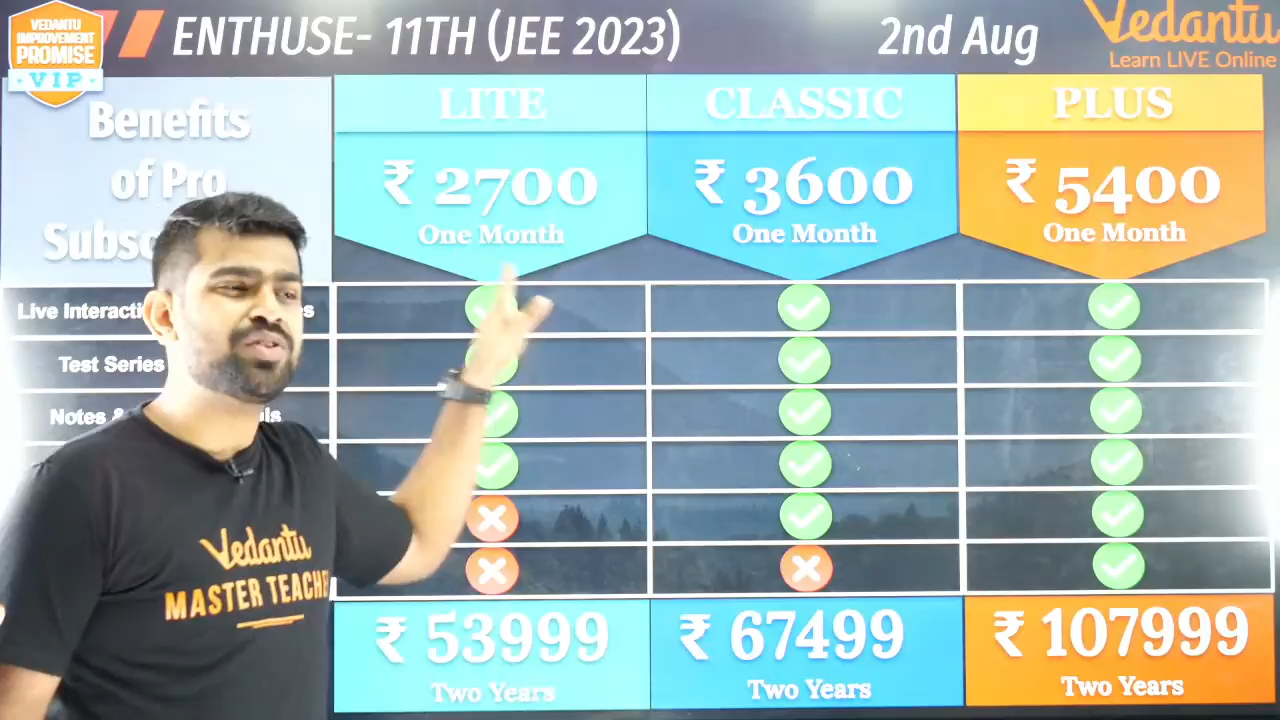 VEDANTU
IMPROVEMENT
PROMISE
VIP
ENTHUSE- 11TH (JEE 2023)
2nd Aug
Vedantu
Learn LIVE Online
Benefits
of Pro
LITE
CLASSIC
PLUS
₹ 2700
₹ 3600
₹ 5400
One Month
One Month
One Month
Live
Test Series
Notes &
Vedantu
MASTER
₹ 53999
₹ 67499
₹ 107999
Two Years
Two Years
Two Years